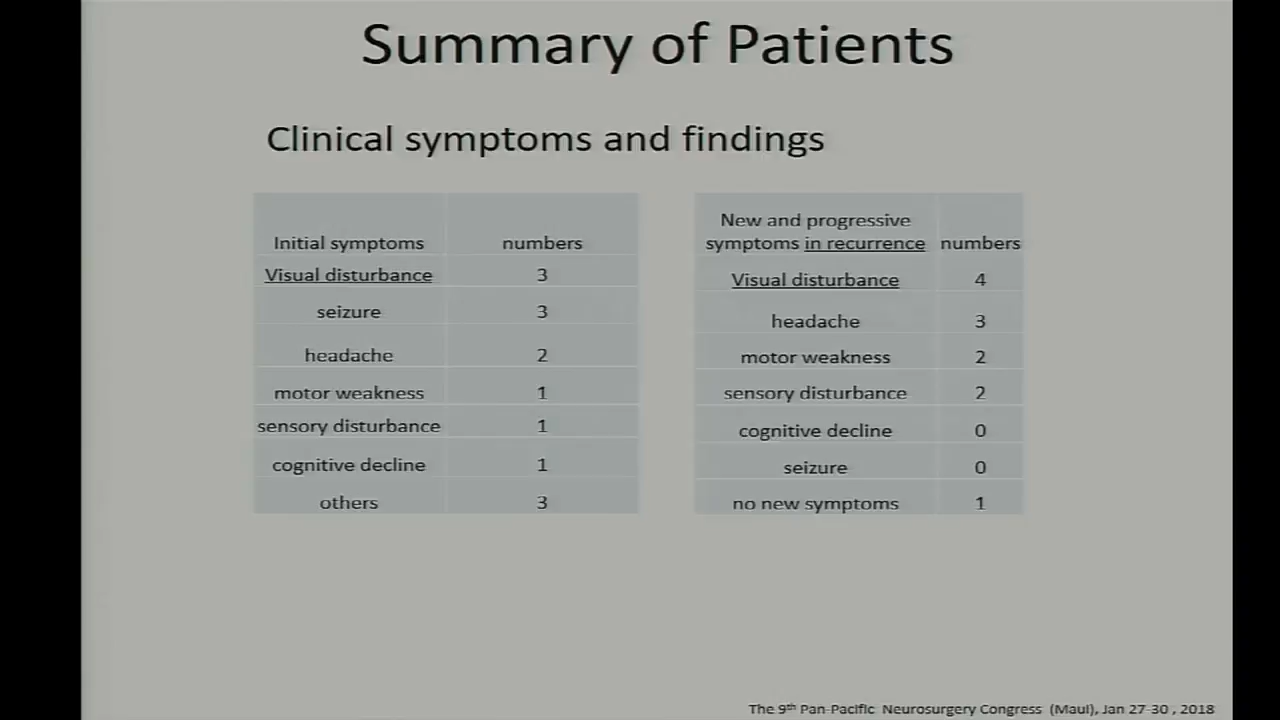 Summary of Patients
Clinical symptoms and findings
Initial symptoms numbers
Visual disturbance 3
seizure 3
headache 2
motor weakness 1
sensory disturbance 1
cognitive decline 1
others 3
New and progressive
symptoms in recurrence numbers
Visual disturbance 4
headache 3
motor weakness 2
sensory disturbance 2
cognitive decline 0
seizure 0
no new symptoms 1
The 9th Pan-Pacific Neurosurgery Congress (Maui), Jan 27-30 , 2018